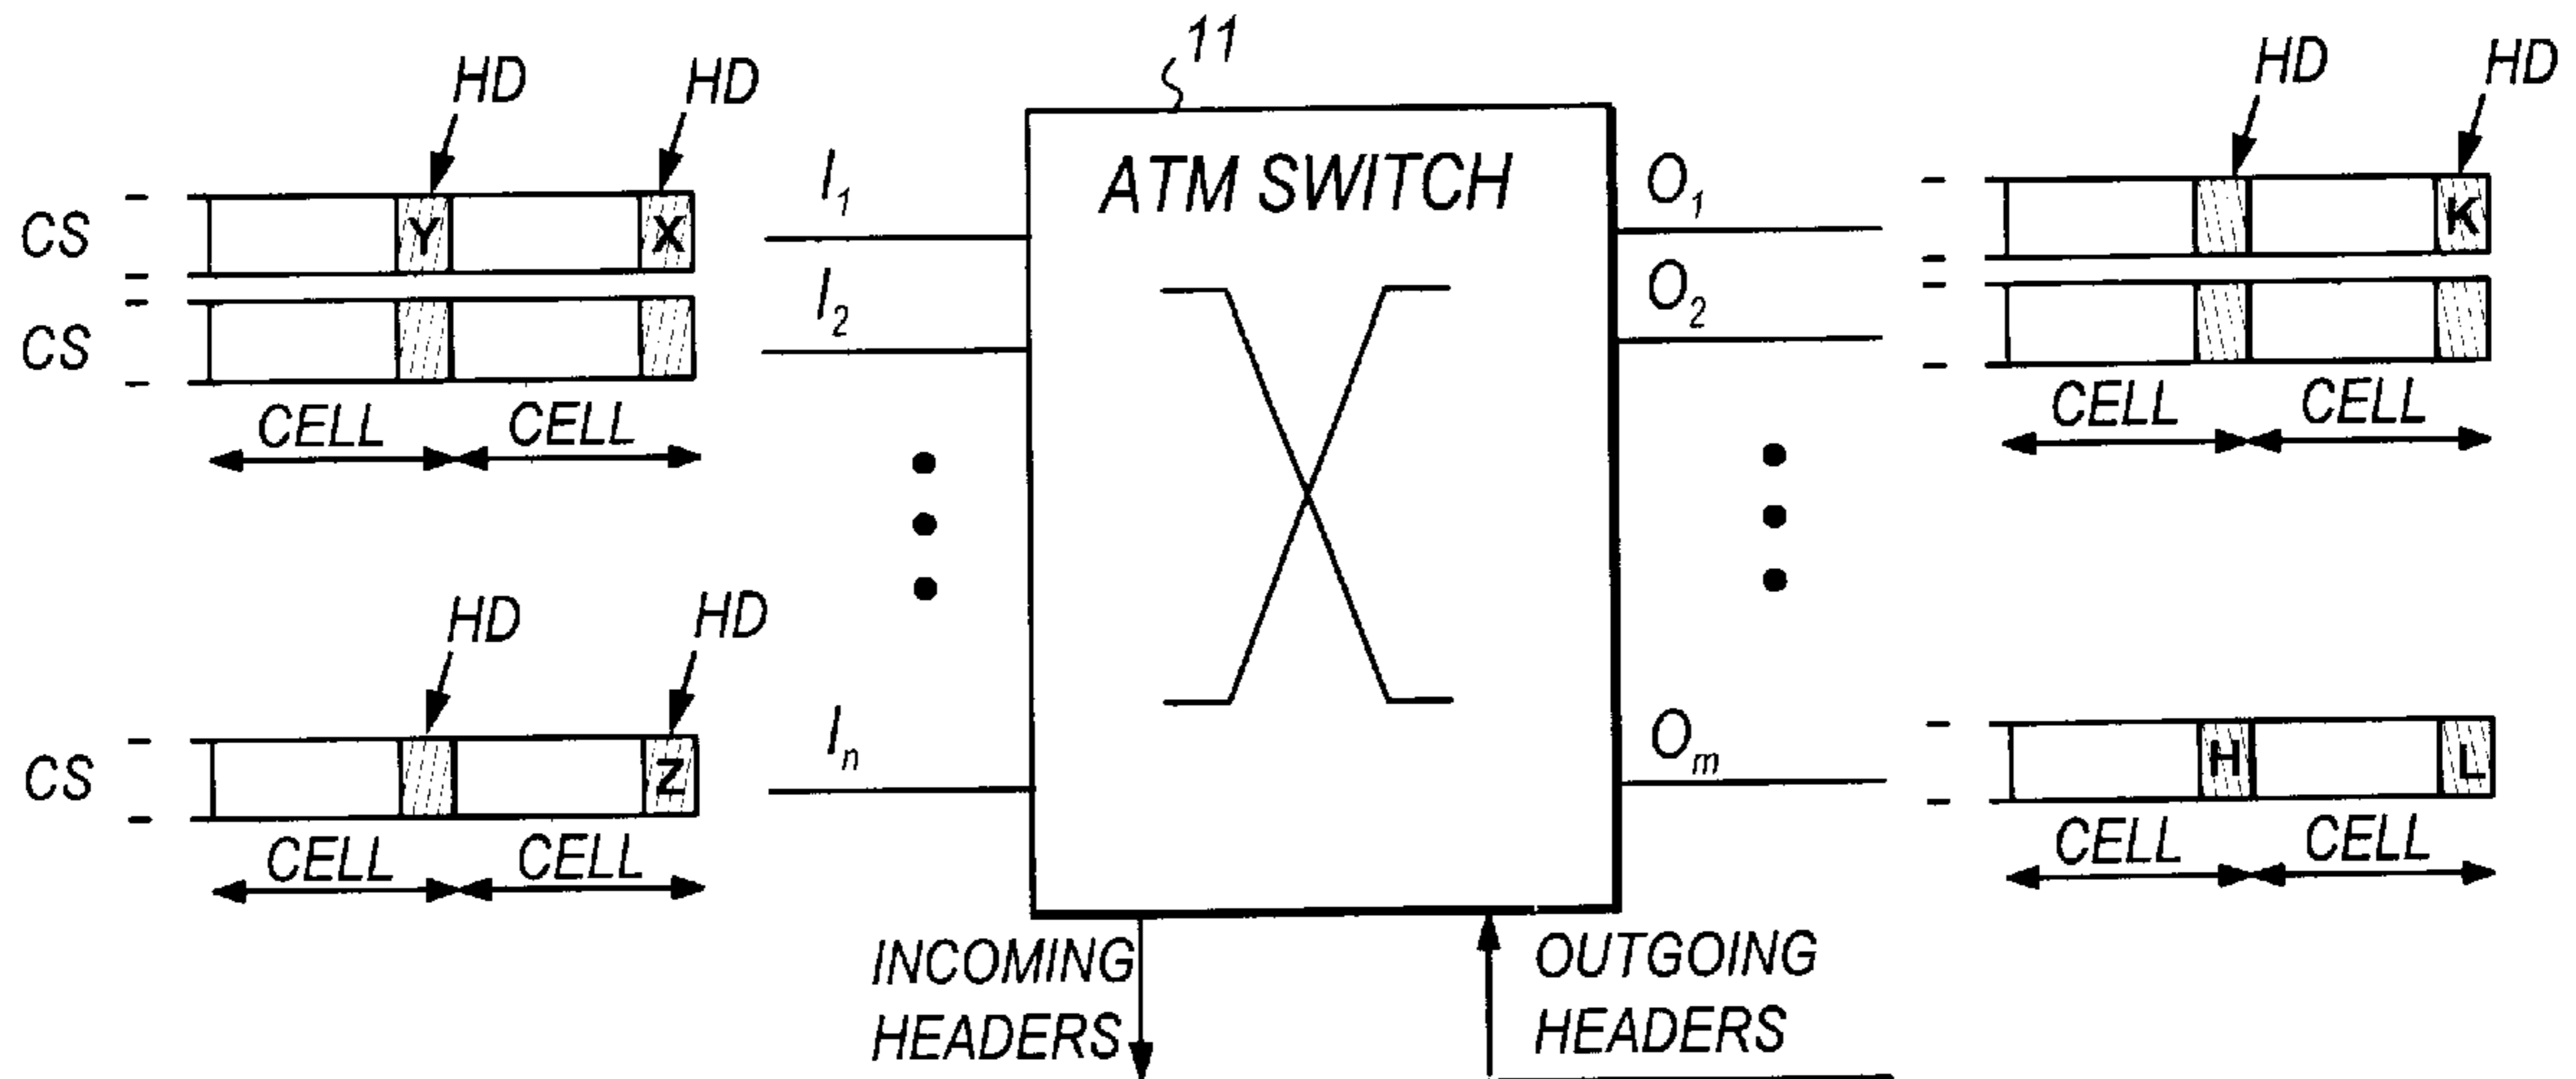 11
HD HD HD HD
ATM SWITCH
CS Y X I1 O1 K
CS I2 O2
CELL CELL CELL CELL
HD HD
CS Z In Om H L
CELL CELL CELL CELL
INCOMING
HEADERS
OUTGOING
HEADERS